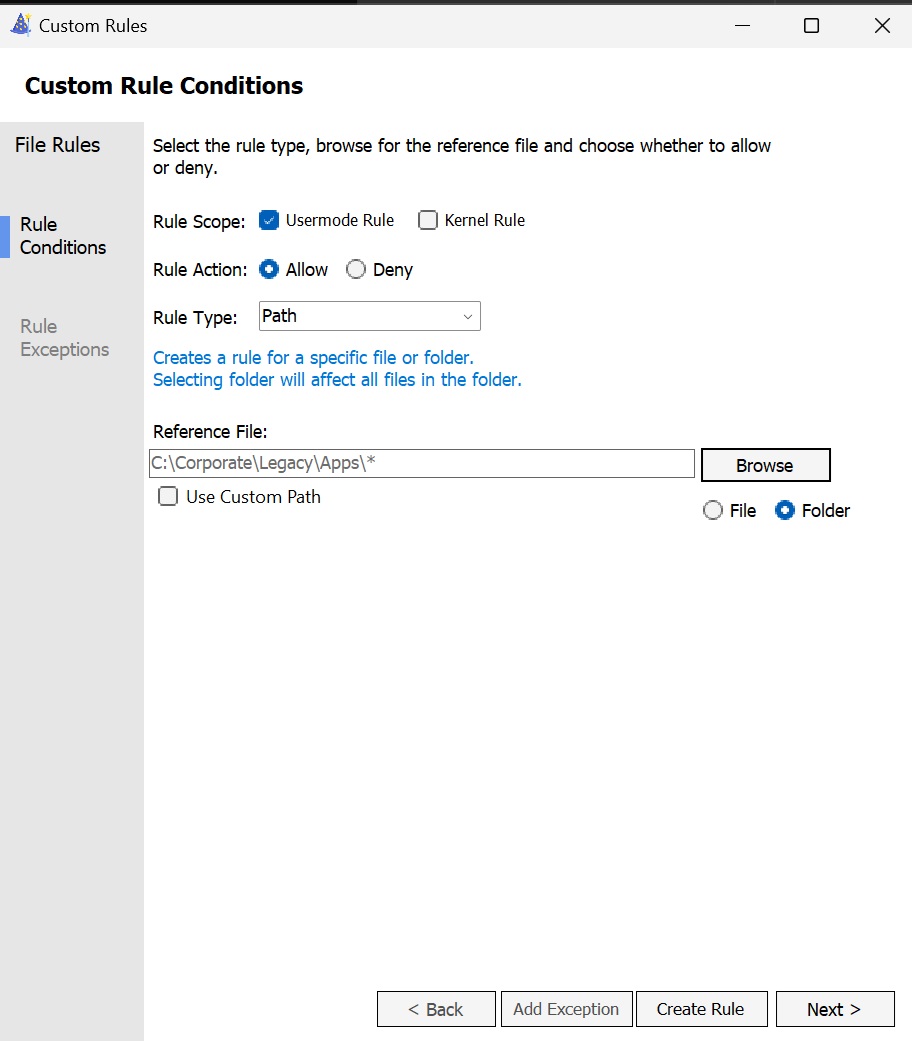 Custom Rules
Custom Rule Conditions
File Rules
Rule
Conditions
Rule
Exceptions
Select the rule type, browse for the reference file and choose whether to allow
or deny.
Rule Scope: Usermode Rule Kernel Rule
Rule Action: Allow Deny
Rule Type: Path
Creates a rule for a specific file or folder.
Selecting folder will affect all files in the folder.
Reference File:
C:\Corporate\Legacy\Apps\* Browse
Use Custom Path
File Folder
< Back Add Exception Create Rule Next >